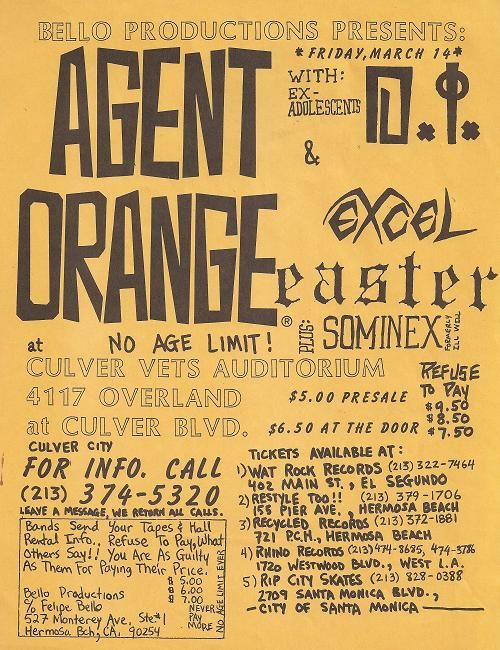 BELLO PRODUCTIONS PRESENTS:
*FRIDAY, MARCH 14*
AGENT
ORANGE
®
WITH:
EX-
ADOLESCENTS
D.I.
&
EXCEL
easter
PLUS:
SOMINEX
FORMERLY
ILL WILL
at NO AGE LIMIT!
CULVER VETS AUDITORIUM
4117 OVERLAND
at CULVER BLVD.
CULVER CITY
$5.00 PRESALE
$6.50 AT THE DOOR
REFUSE
TO PAY
$9.50
$8.50
$7.50
FOR INFO. CALL
(213) 374-5320
LEAVE A MESSAGE, WE RETURN ALL CALLS.
Bands Send Your Tapes & Hall
Rental Info., Refuse To Pay, What
Others Say!! You Are As Guilty
As Them For Paying Their Price.
$5.00
$6.00
$7.00
NEVER
PAY
MORE
NO AGE LIMIT EVER
Bello Productions
% Felipe Bello
527 Monterey Ave, Ste#1
Hermosa Bch, CA, 90254
TICKETS AVAILABLE AT:
1) WAT ROCK RECORDS (213) 322-7464
402 MAIN ST., EL SEGUNDO
2) RESTYLE TOO!! (213) 379-1706
155 PIER AVE., HERMOSA BEACH
3) RECYCLED RECORDS (213) 372-1881
721 P.C.H., HERMOSA BEACH
4) RHINO RECORDS (213) 474-8685, 474-3786
1720 WESTWOOD BLVD., WEST L.A.
5) RIP CITY SKATES (213) 828-0388
2709 SANTA MONICA BLVD.,
-CITY OF SANTA MONICA